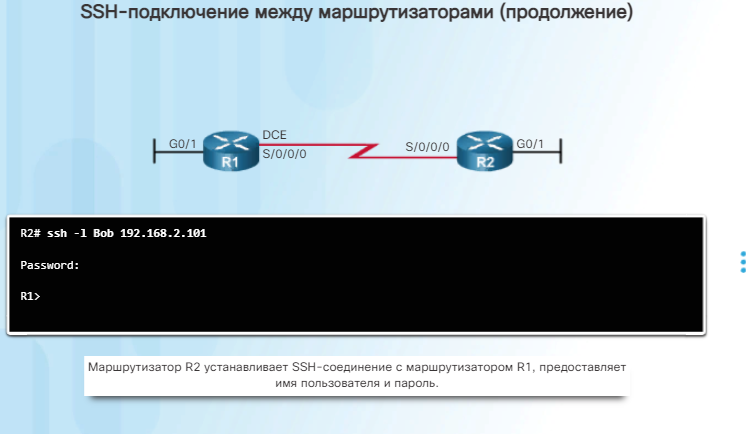 SSH-подключение между маршрутизаторами (продолжение)
G0/1
DCE
S/0/0/0
R1
S/0/0/0
G0/1
R2
R2# ssh -l Bob 192.168.2.101
Password:
R1>
Маршрутизатор R2 устанавливает SSH-соединение с маршрутизатором R1, предоставляет
имя пользователя и пароль.